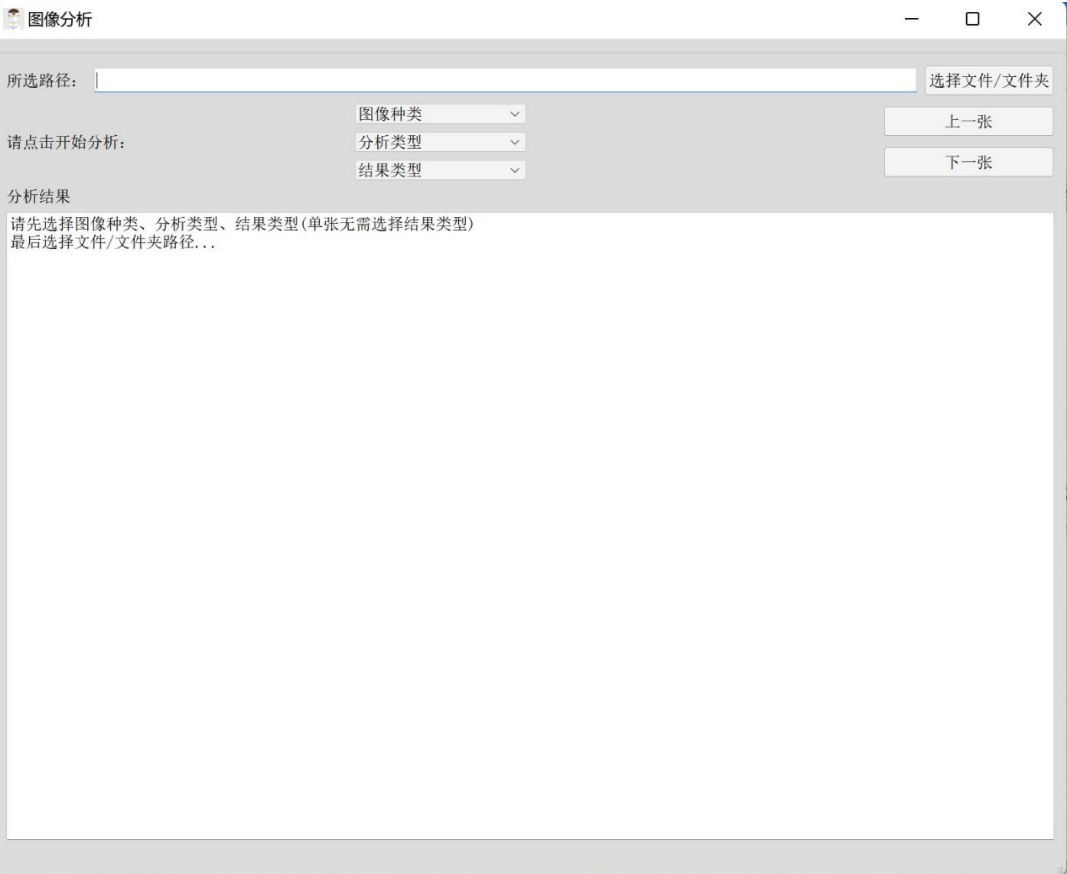 图像分析
所选路径：
选择文件/文件夹
图像种类
上一张
请点击开始分析：
分析类型
下一张
结果类型
分析结果
请先选择图像种类、分析类型、结果类型(单张无需选择结果类型)
最后选择文件/文件夹路径...